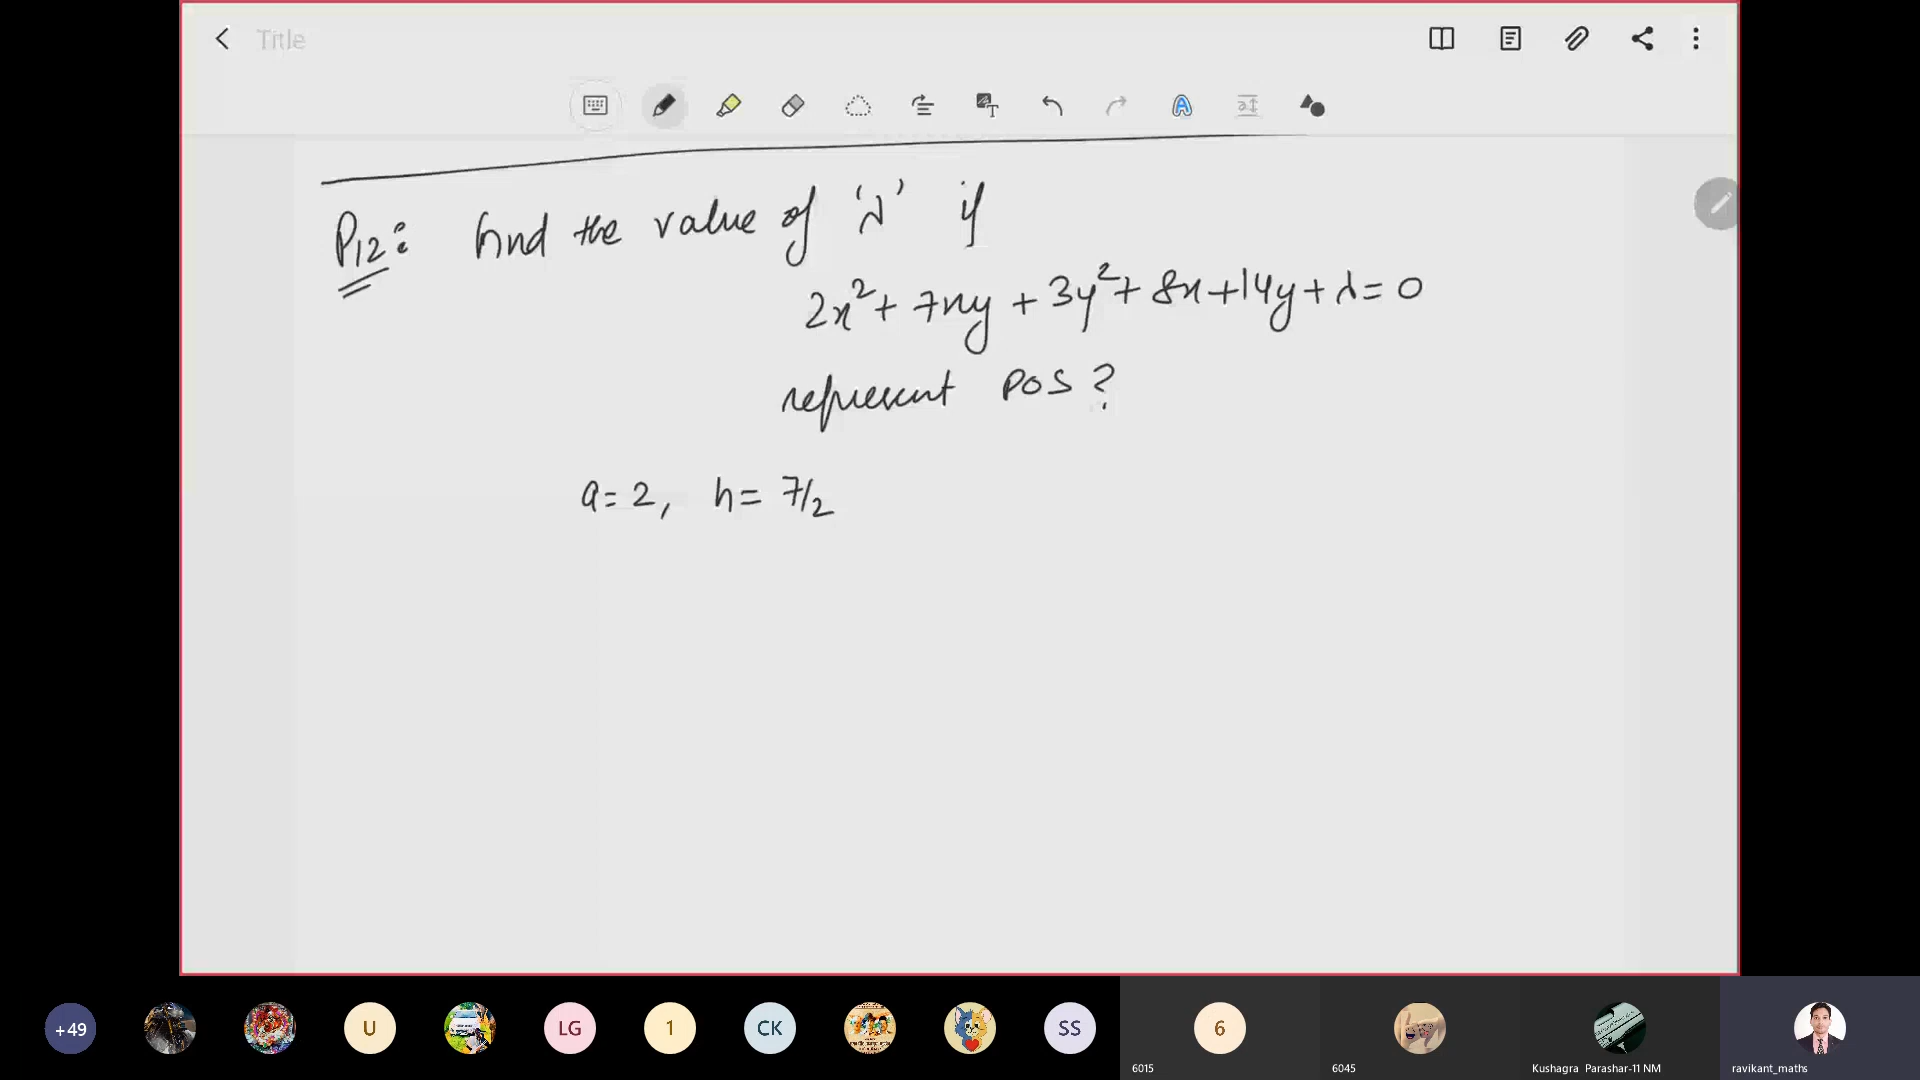 Title
P12: find the value of 'λ' if
2x²+ 7xy + 3y²+ 8x+14y+ λ= 0
represent POS?
a= 2, h= 7/2
+49
U
LG
1
CK
SS
6
6015
6045
Kushagra Parashar-11 NM
ravikant_maths